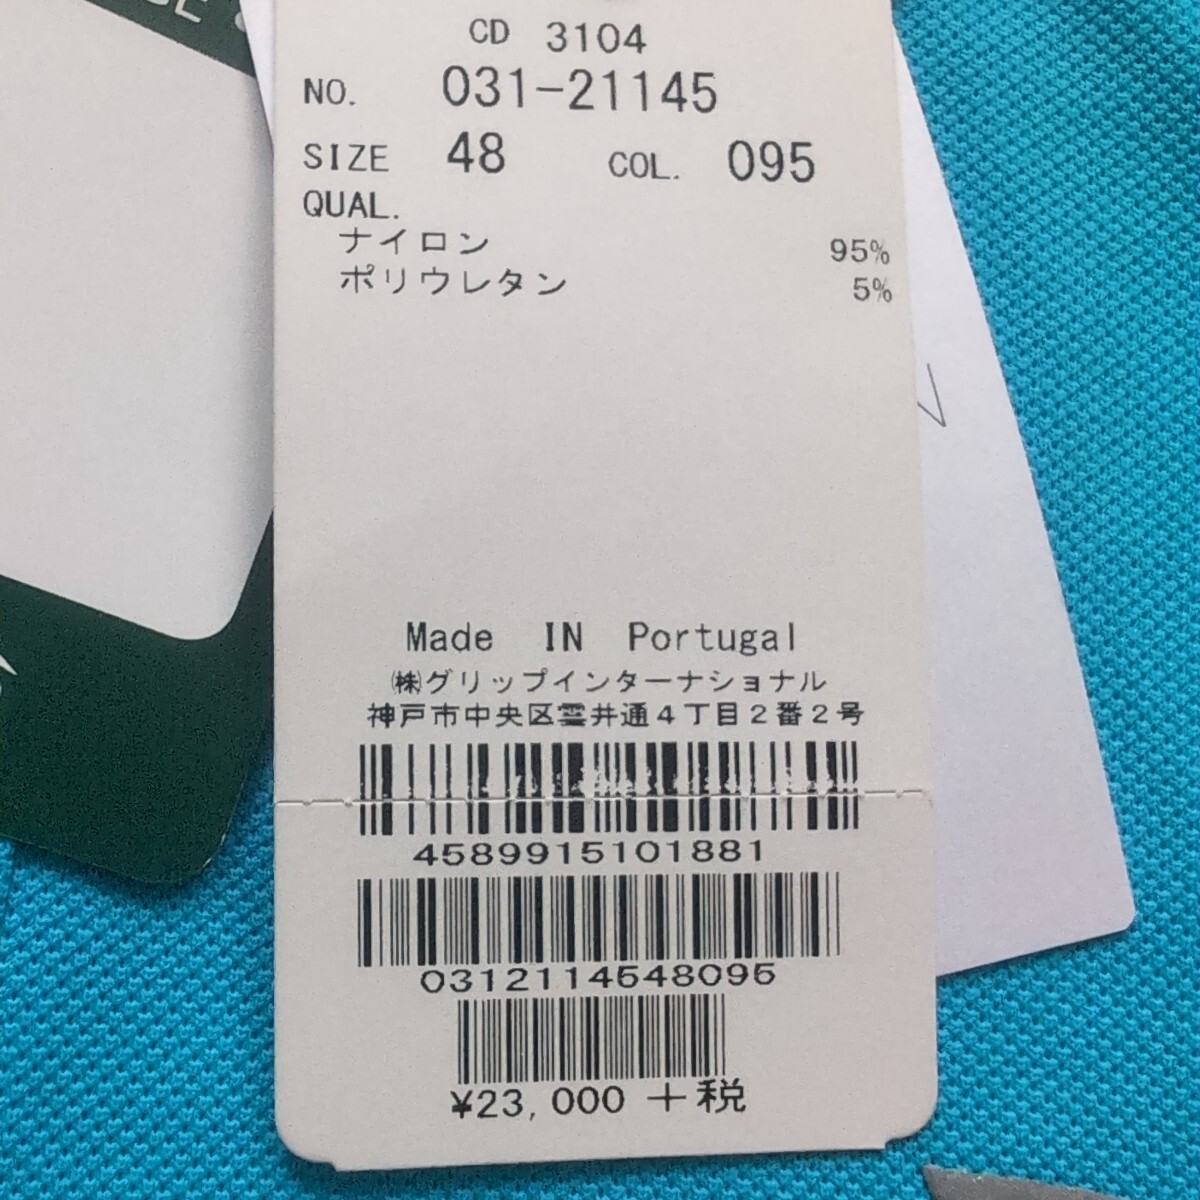 CD 3104
NO. 031-21145
SIZE 48 COL. 095
QUAL.
ナイロン 95%
ポリウレタン 5%
Made IN Portugal
㈱グリップインターナショナル
神戸市中央区雲井通4丁目2番2号
4589915101881
0312114548095
¥23,000 +税